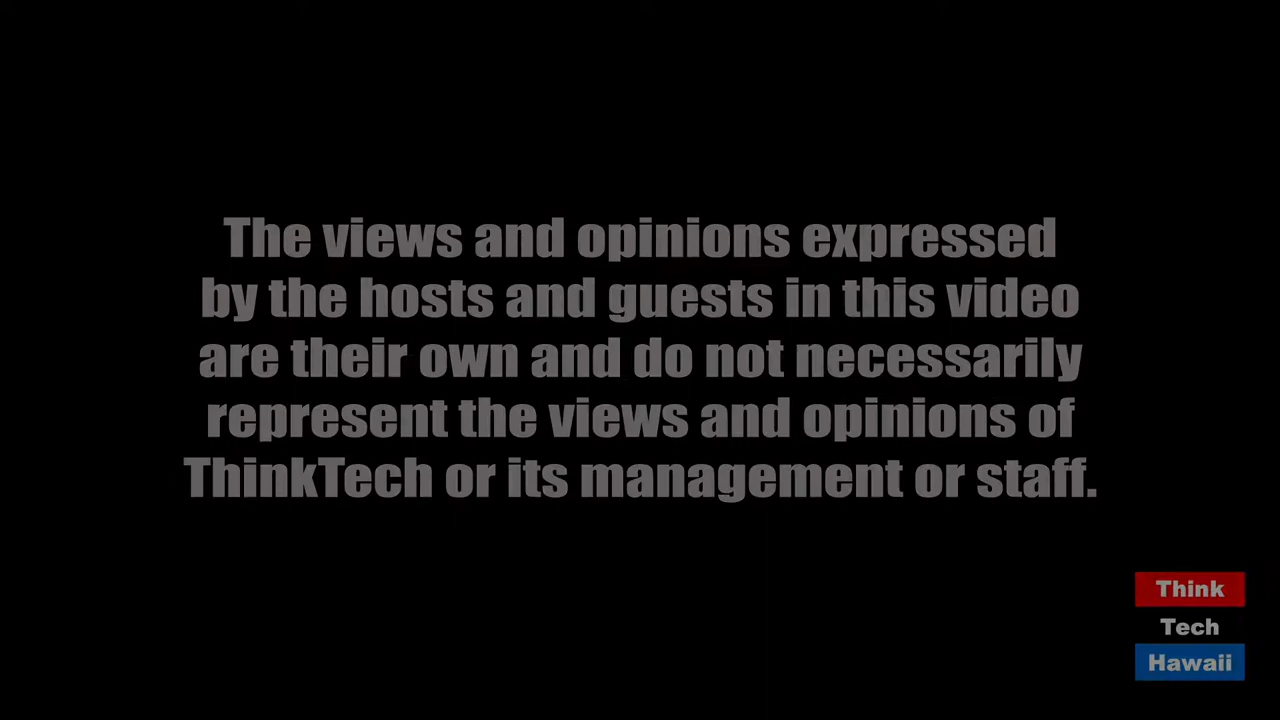 The views and opinions expressed
by the hosts and guests in this video
are their own and do not necessarily
represent the views and opinions of
ThinkTech or its management or staff.
Think
Tech
Hawaii